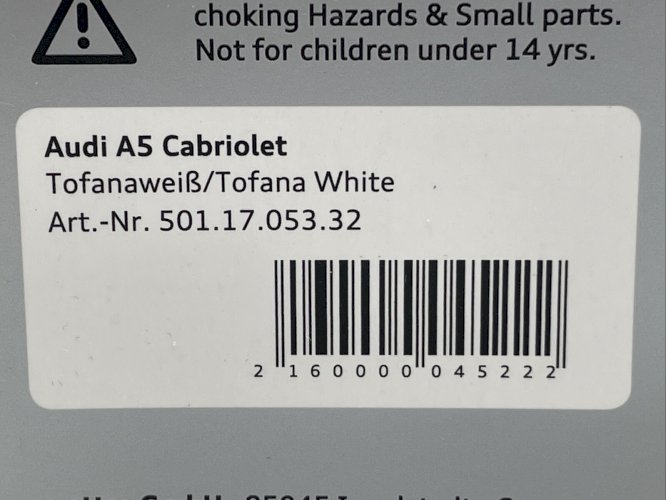 choking Hazards & Small parts.
Not for children under 14 yrs.
Audi A5 Cabriolet
Tofanaweiß/Tofana White
Art.-Nr. 501.17.053.32
2 160000 045222